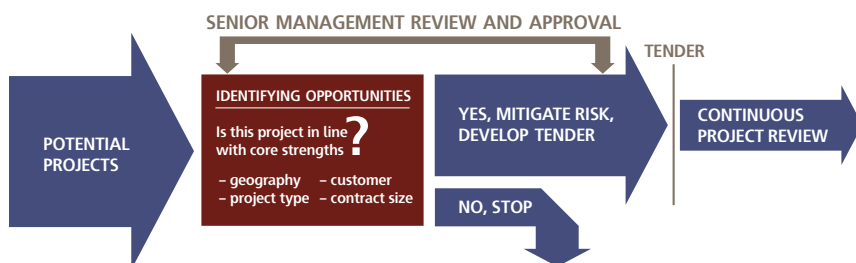 SENIOR MANAGEMENT REVIEW AND APPROVAL
TENDER
POTENTIAL
PROJECTS
IDENTIFYING OPPORTUNITIES
Is this project in line
with core strengths ?
– geography – customer
– project type – contract size
YES, MITIGATE RISK,
DEVELOP TENDER
NO, STOP
CONTINUOUS
PROJECT REVIEW